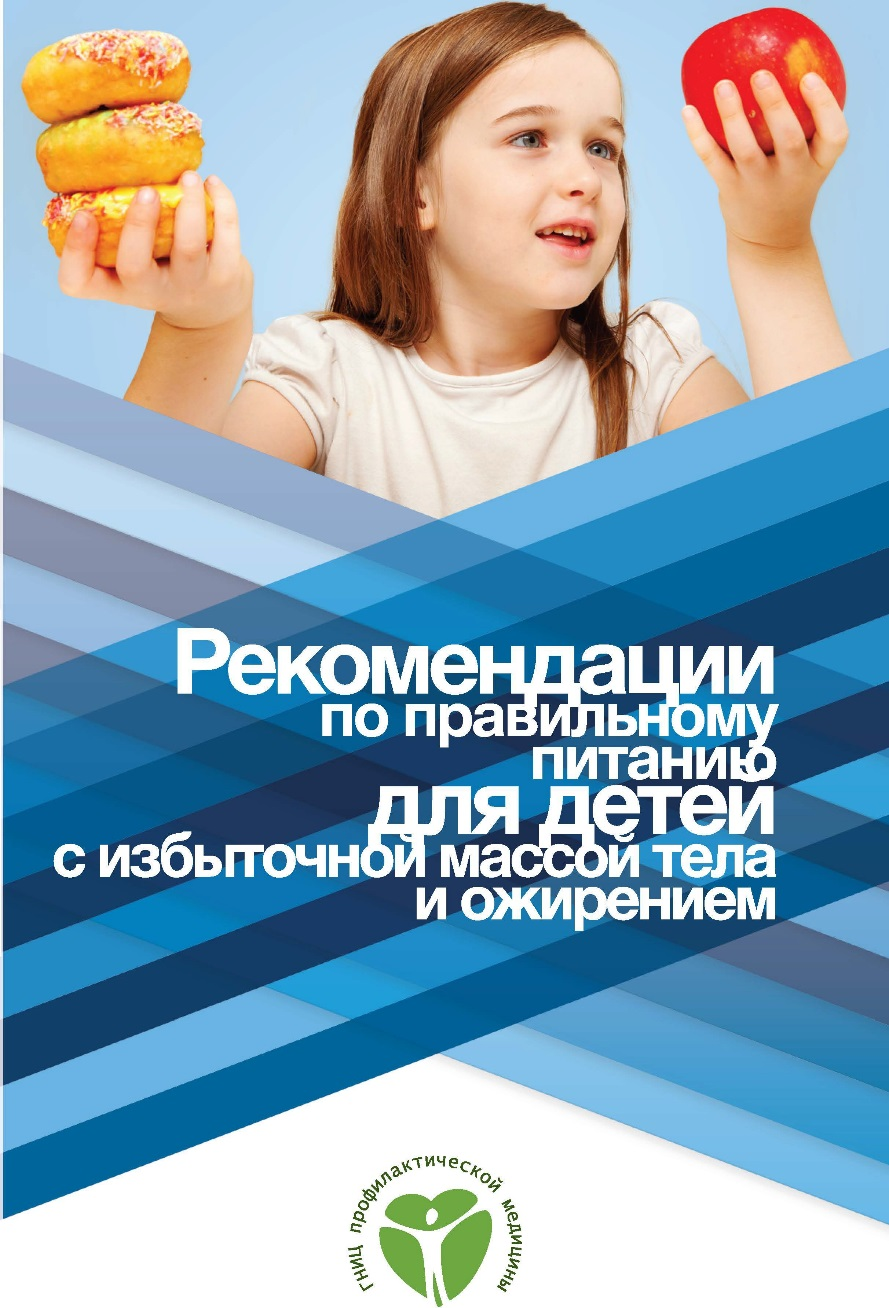 Рекомендации
по правильному
питанию
для детей
с избыточной массой тела
и ожирением
ГНИЦ профилактической медицины